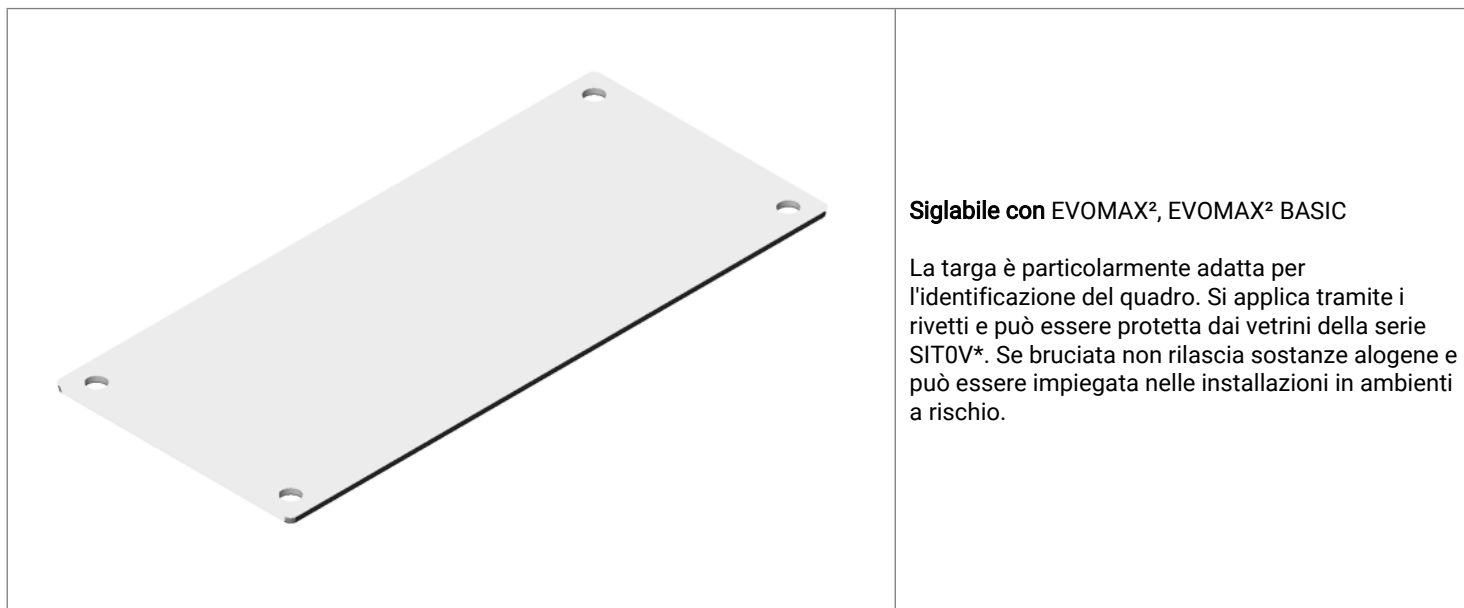 Siglabile con EVOMAX², EVOMAX² BASIC
La targa è particolarmente adatta per
l'identificazione del quadro. Si applica tramite i
rivetti e può essere protetta dai vetrini della serie
SIT0V*. Se bruciata non rilascia sostanze alogene e
può essere impiegata nelle installazioni in ambienti
a rischio.